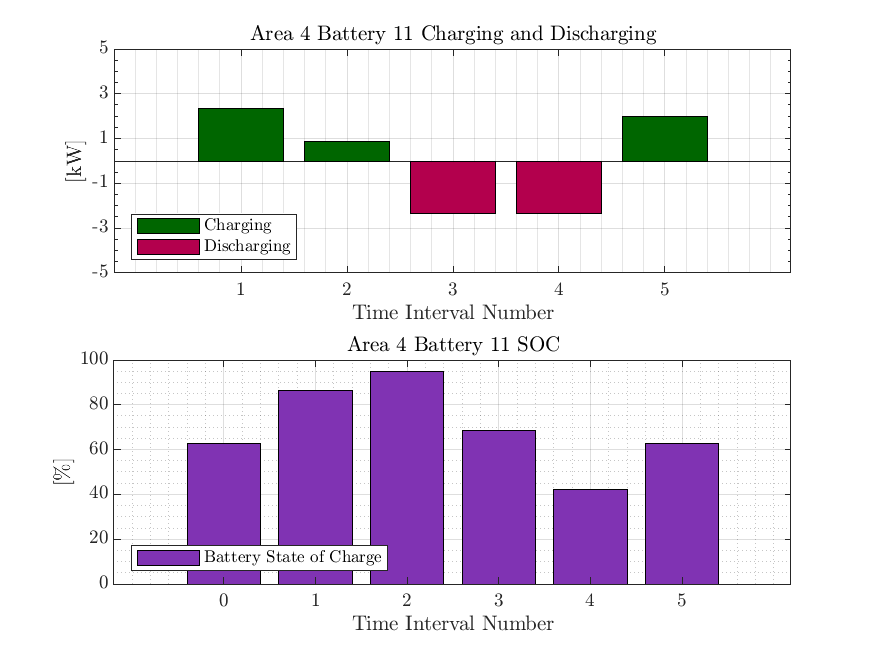 Area 4 Battery 11 Charging and Discharging
5
3
1
-1
-3
-5
[kW]
Charging
Discharging
1 2 3 4 5
Time Interval Number
Area 4 Battery 11 SOC
100
80
60
40
20
0
[%]
Battery State of Charge
0 1 2 3 4 5
Time Interval Number